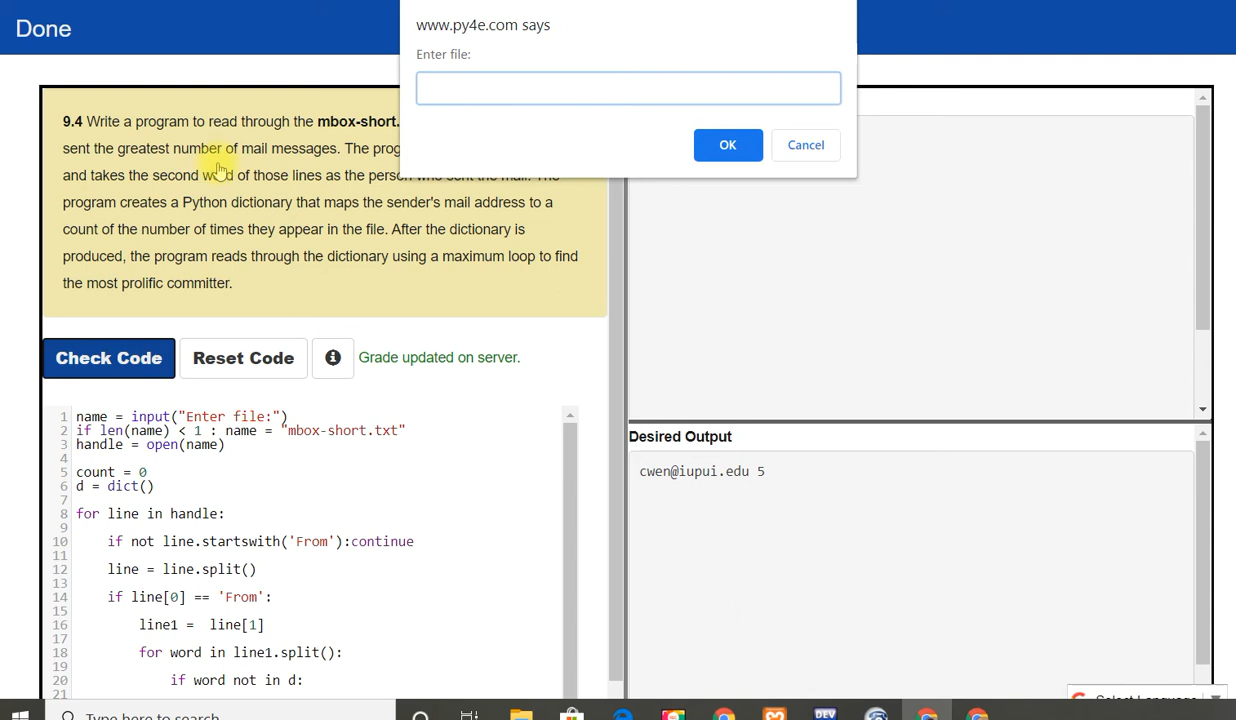 Done
www.py4e.com says
Enter file:
OK
Cancel
9.4 Write a program to read through the mbox-short.
sent the greatest number of mail messages. The prog
and takes the second word of those lines as the person who sent the mail. The
program creates a Python dictionary that maps the sender's mail address to a
count of the number of times they appear in the file. After the dictionary is
produced, the program reads through the dictionary using a maximum loop to find
the most prolific committer.
Check Code
Reset Code
Grade updated on server.
1 name = input("Enter file:")
2 if len(name) < 1 : name = "mbox-short.txt"
3 handle = open(name)
4
5 count = 0
6 d = dict()
7
8 for line in handle:
9
10 if not line.startswith('From'):continue
11
12 line = line.split()
13
14 if line[0] == 'From':
15
16 line1 =  line[1]
17
18 for word in line1.split():
19
20 if word not in d:
21
Desired Output
cwen@iupui.edu 5
Select Language
Type here to search
DEV